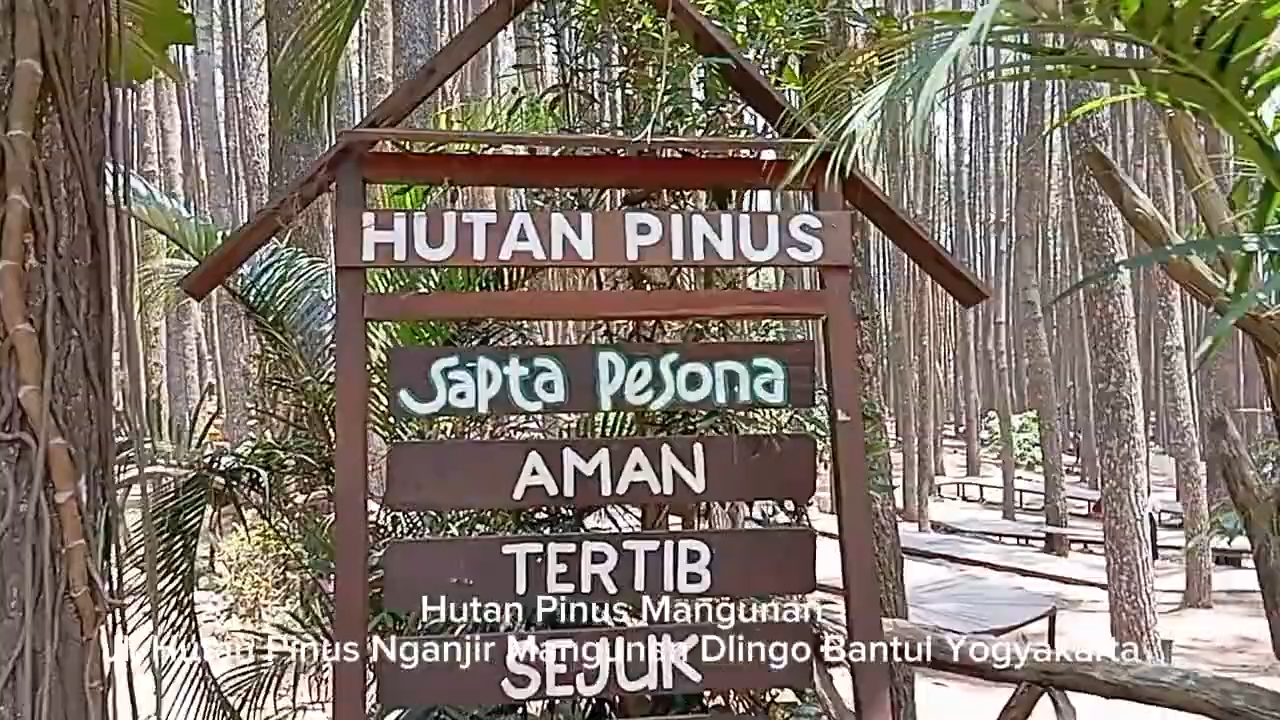 HUTAN PINUS
Sapta Pesona
AMAN
TERTIB
Hutan Pinus Mangunan
Hutan Pinus Nganjir Mangunan Dlingo Bantul Yogyakarta
SEJUK